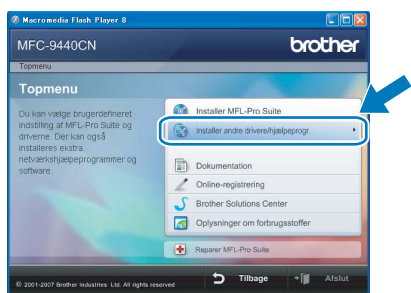 Macromedia Flash Player 8
MFC-9440CN
brother
Topmenu
Topmenu
Du kan vælge brugerdefineret
indstilling af MFL-Pro Suite og
driverne. Der kan også
installeres ekstra
netværkshjælpeprogrammer og
software.
Installer MFL-Pro Suite
Installer andre drivere/hjælpeprogr.
Dokumentation
Online-registrering
Brother Solutions Center
Oplysninger om forbrugsstoffer
Reparer MFL-Pro Suite
© 2001-2007 Brother Industries Ltd. All rights reserved
Tilbage
Afslut